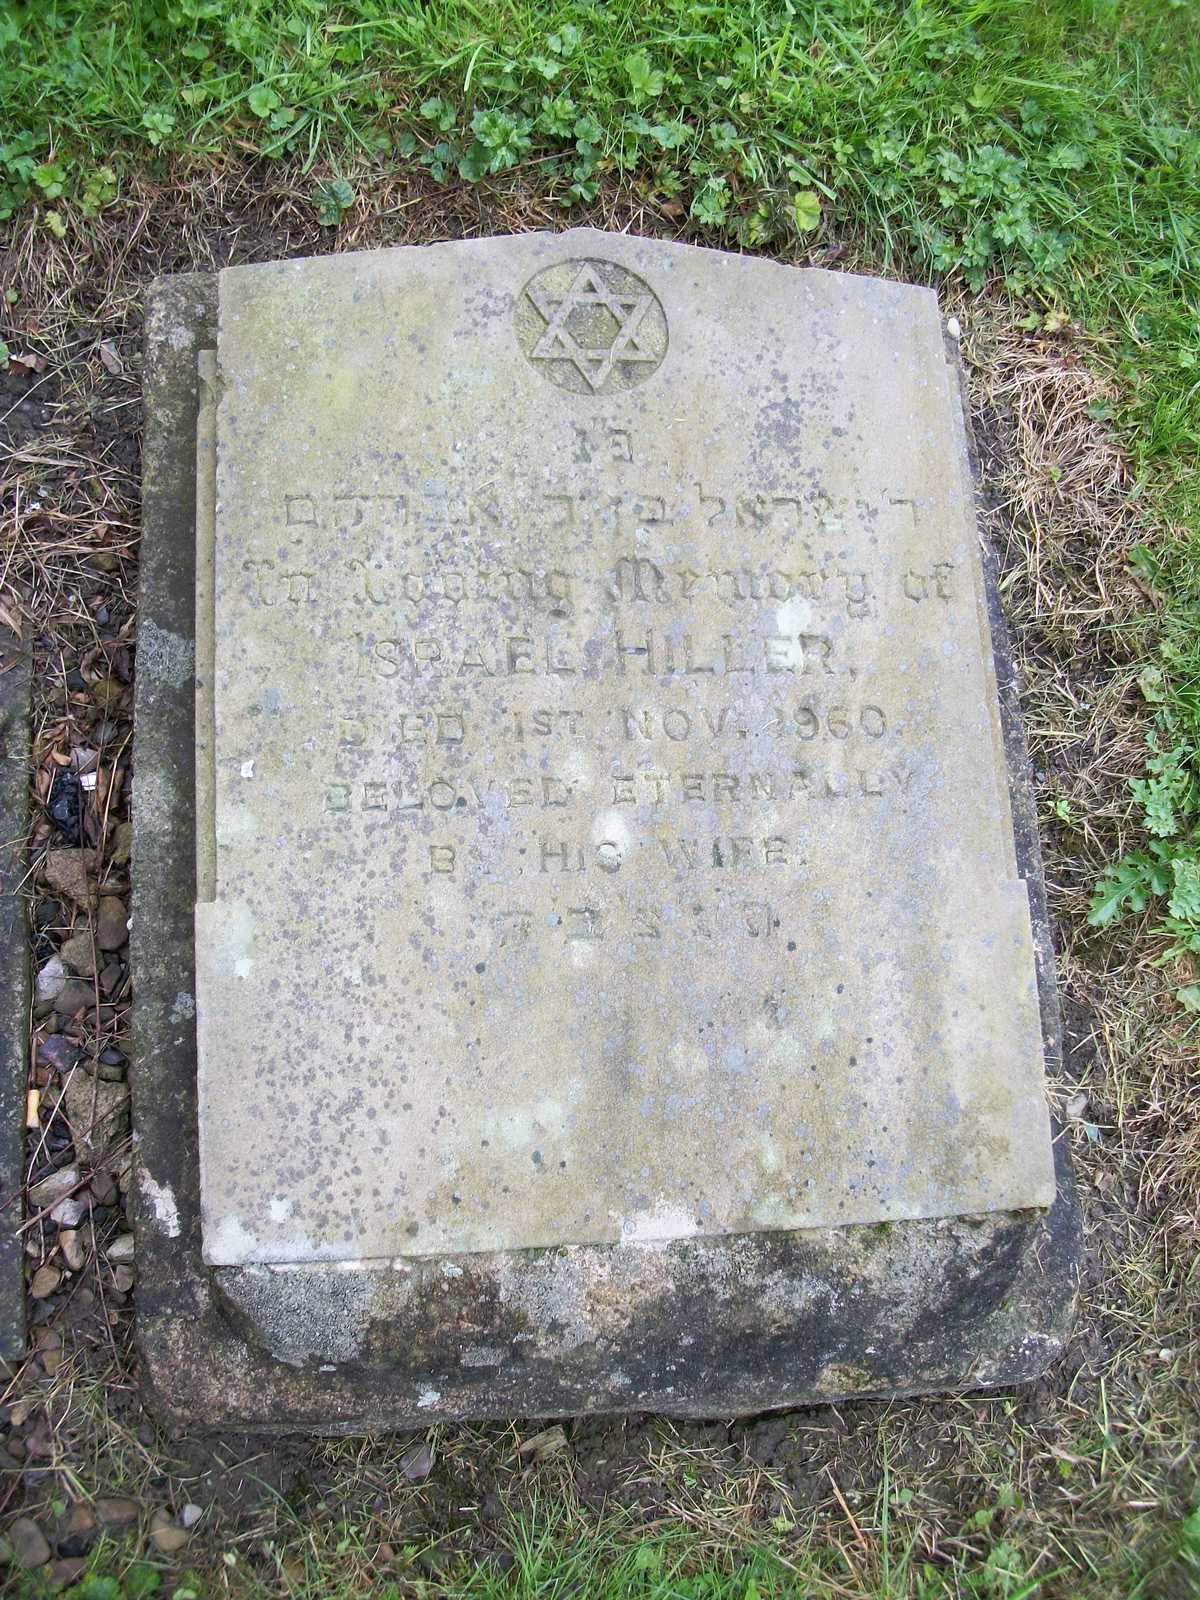 פ״נ
ר׳ ישראל בן ר׳ אברהם
In Loving Memory of
ISRAEL HILLER,
DIED 1ST NOV. 1960
BELOVED ETERNALLY
BY HIS WIFE.
ת נ צ ב ה